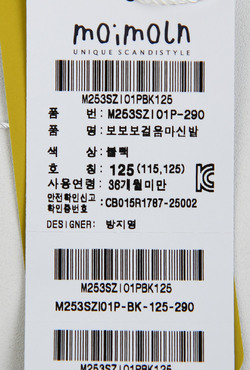 moimoln
UNIQUE SCANDISTYLE
M253SZI01PBK125
품 번: M253SZI01P-290
품 명: 보보보걸음마신발
색 상: 블랙
호 칭: 125(115,125)
사용연령: 36개월미만
안전확인신고
확인증번호 : CB015R1787-25002
DESIGNER: 방지영
M253SZI01PBK125
M253SZI01P-BK-125-290
M253SZI01PBK125